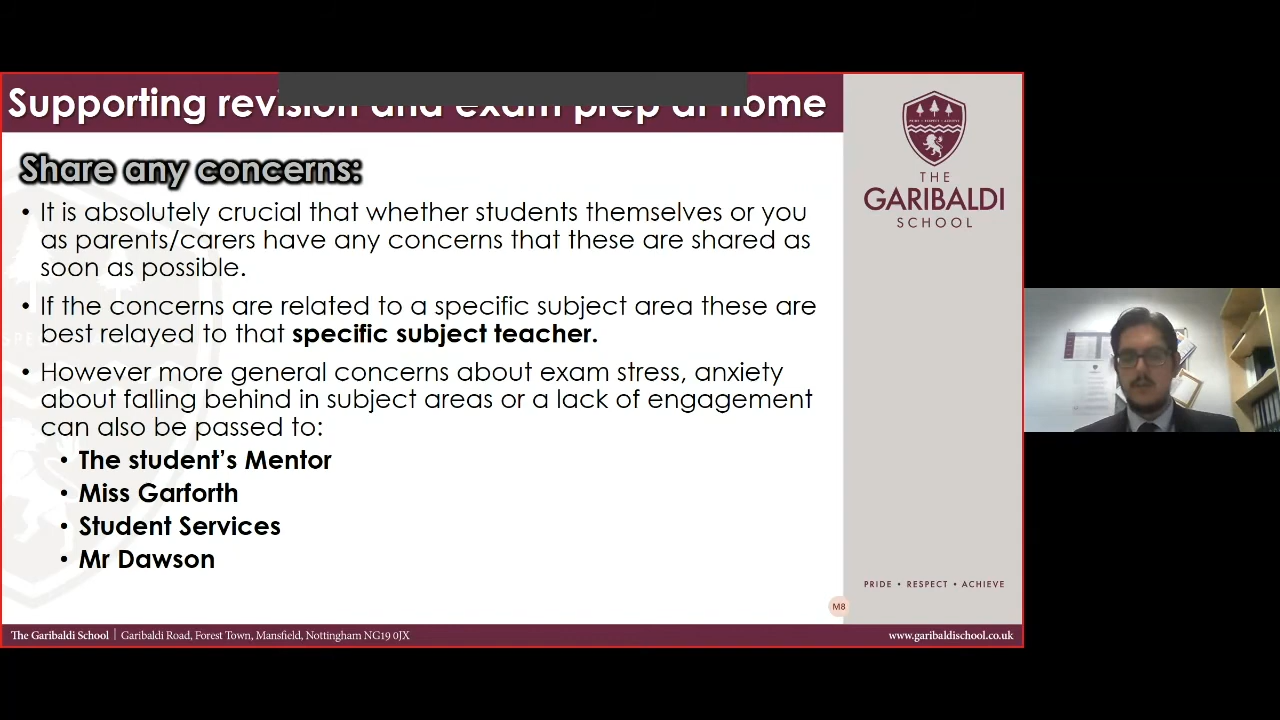 Supporting revision and exam prep at home
Share any concerns:
• It is absolutely crucial that whether students themselves or you
as parents/carers have any concerns that these are shared as
soon as possible.
• If the concerns are related to a specific subject area these are
best relayed to that specific subject teacher.
• However more general concerns about exam stress, anxiety
about falling behind in subject areas or a lack of engagement
can also be passed to:
• The student’s Mentor
• Miss Garforth
• Student Services
• Mr Dawson
PRIDE • RESPECT • ACHIEVE
THE
GARIBALDI
SCHOOL
PRIDE • RESPECT • ACHIEVE
M8
The Garibaldi School | Garibaldi Road, Forest Town, Mansfield, Nottingham NG19 0JX
www.garibaldischool.co.uk